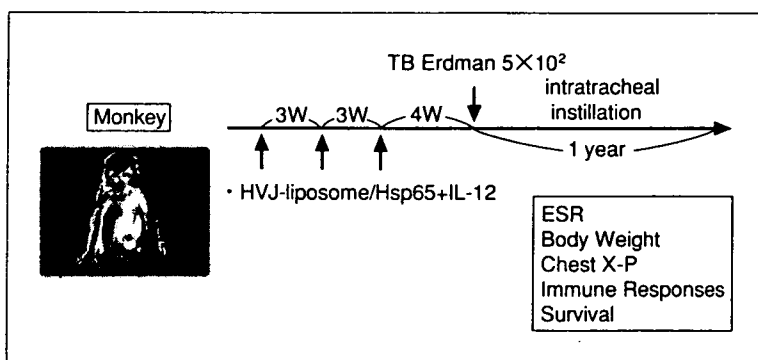 TB Erdman 5×10²
intratracheal
instillation
Monkey
3W 3W 4W
1 year
・HVJ-liposome/Hsp65+IL-12
ESR
Body Weight
Chest X-P
Immune Responses
Survival